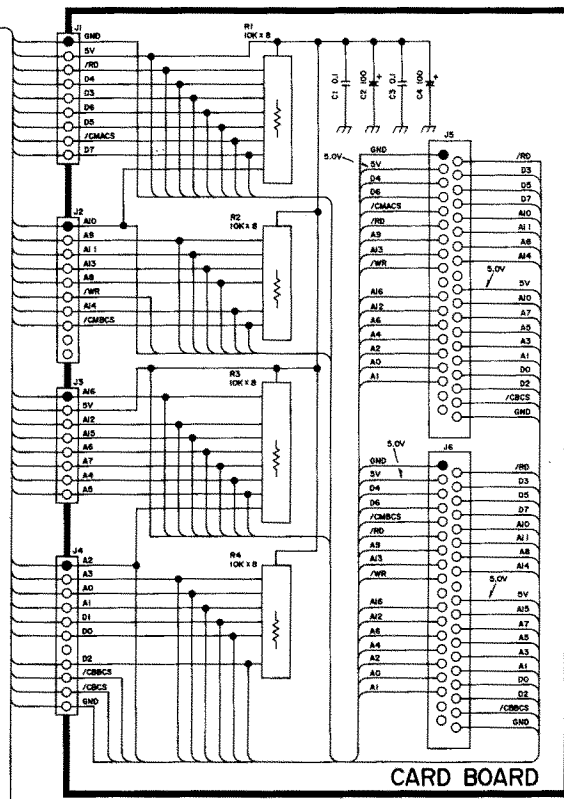 J1
GND
5V
/RD
D4
D3
D6
D5
/CMACS
D7
R1
10K×8
C1 0.1
C2 100
+
C3 0.1
C4 100
+
J2
A10
A9
A11
A13
A8
/WR
A14
/CMBCS
R2
10K×8
J3
A16
5V
A12
A15
A6
A7
A4
A5
R3
10K×8
J4
A2
A3
A0
A1
D1
D0
D2
/CBBCS
/CBCS
GND
R4
10K×8
J5
5.0V
GND
5V
D4
D6
/CMACS
/RD
A9
A13
/WR
A16
A12
A6
A4
A2
A0
A1
/RD
D3
D5
D7
A10
A11
A8
A14
5.0V
5V
A10
A7
A5
A3
A1
D0
D2
/CBCS
GND
J6
5.0V
GND
5V
D4
D6
/CMBCS
/RD
A9
A13
/WR
A16
A12
A6
A4
A2
A0
A1
/RD
D3
D5
D7
A10
A11
A8
A14
5.0V
5V
A15
A7
A5
A3
A1
D0
D2
/CBBCS
GND
CARD BOARD